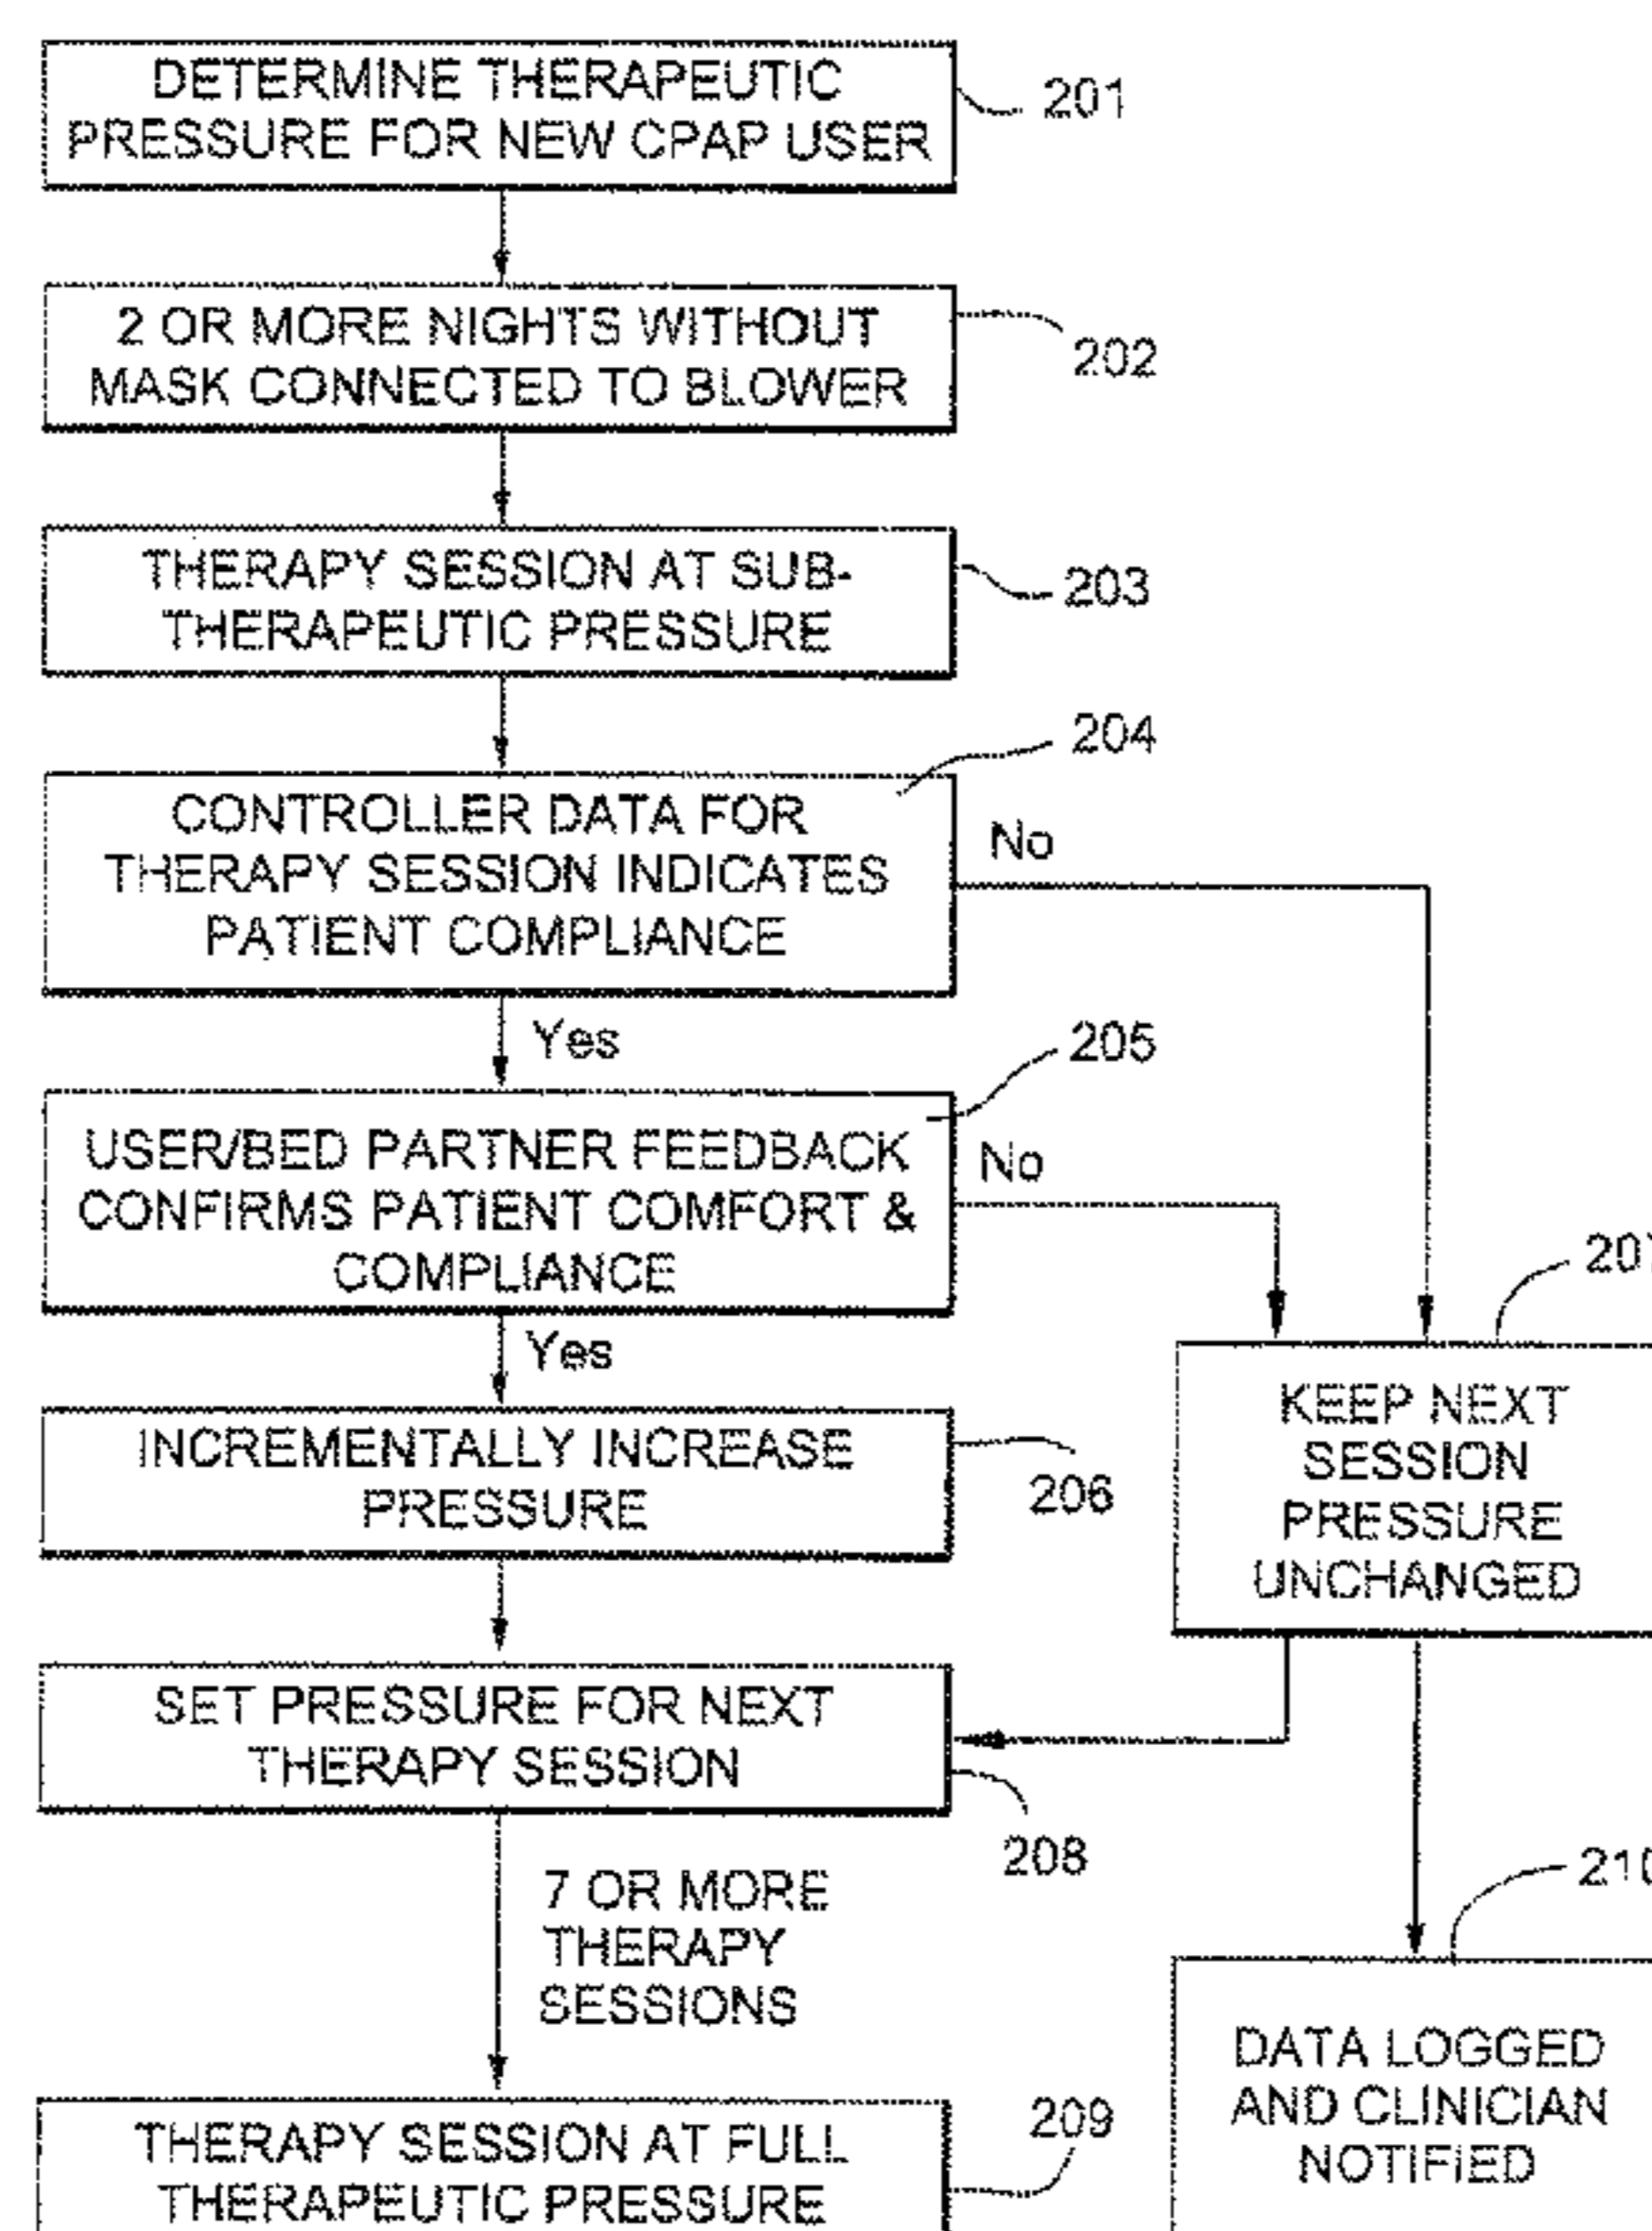 DETERMINE THERAPEUTIC
PRESSURE FOR NEW CPAP USER
201
2 OR MORE NIGHTS WITHOUT
MASK CONNECTED TO BLOWER
202
THERAPY SESSION AT SUB-
THERAPEUTIC PRESSURE
203
204
CONTROLLER DATA FOR
THERAPY SESSION INDICATES
PATIENT COMPLIANCE
No
Yes
205
USER/BED PARTNER FEEDBACK
CONFIRMS PATIENT COMFORT &
COMPLIANCE
No
Yes
207
INCREMENTALLY INCREASE
PRESSURE
206
KEEP NEXT
SESSION
PRESSURE
UNCHANGED
SET PRESSURE FOR NEXT
THERAPY SESSION
208
7 OR MORE
THERAPY
SESSIONS
210
THERAPY SESSION AT FULL
THERAPEUTIC PRESSURE
209
DATA LOGGED
AND CLINICIAN
NOTIFIED